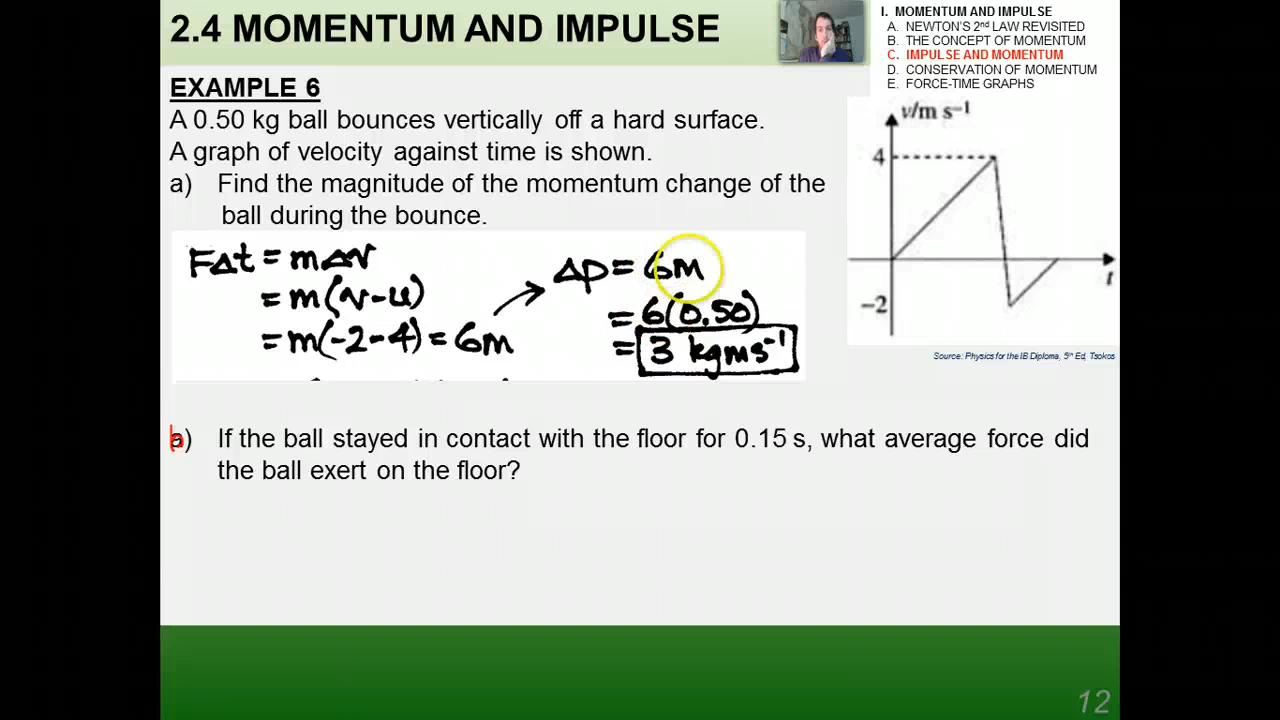 2.4 MOMENTUM AND IMPULSE
I. MOMENTUM AND IMPULSE
A. NEWTON'S 2nd LAW REVISITED
B. THE CONCEPT OF MOMENTUM
C. IMPULSE AND MOMENTUM
D. CONSERVATION OF MOMENTUM
E. FORCE-TIME GRAPHS
EXAMPLE 6
A 0.50 kg ball bounces vertically off a hard surface.
A graph of velocity against time is shown.
a) Find the magnitude of the momentum change of the
ball during the bounce.
v/m s⁻¹
4
t
-2
Source: Physics for the IB Diploma, 5th Ed, Tsokos
FΔt = mΔv
= m(v-u)
= m(-2-4) = 6m
Δp = 6m
= 6(0.50)
= 3 kgms⁻¹
b) If the ball stayed in contact with the floor for 0.15 s, what average force did
the ball exert on the floor?
12